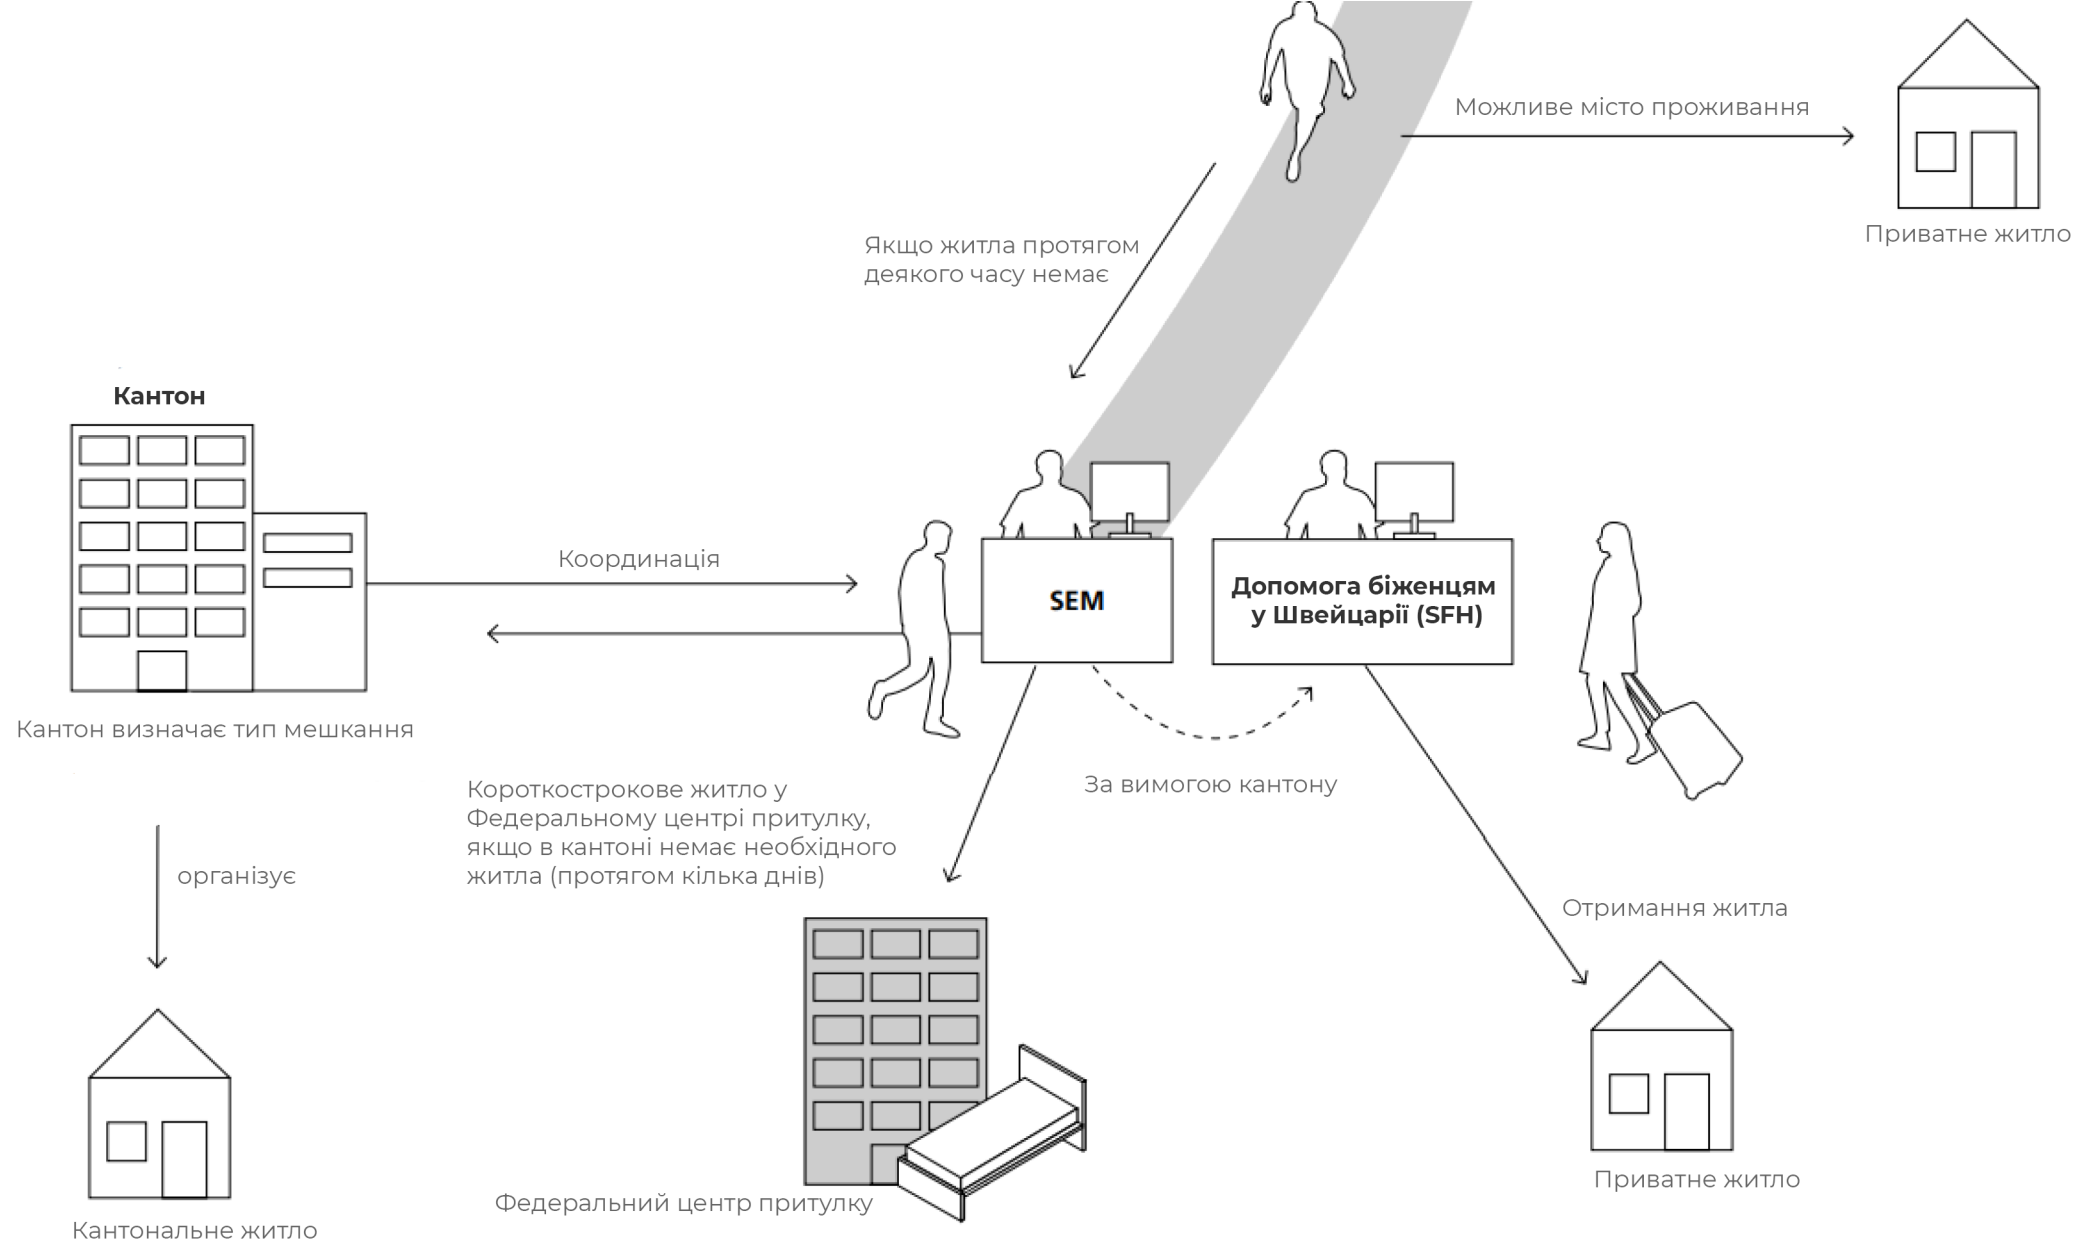 Можливе місто проживання
Приватне житло
Якщо житла протягом
деякого часу немає
Кантон
Координація
SEM
Допомога біженцям
у Швейцарії (SFH)
Кантон визначає тип мешкання
Короткострокове житло у
Федеральному центрі притулку,
якщо в кантоні немає необхідного
житла (протягом кілька днів)
За вимогою кантону
організує
Отримання житла
Приватне житло
Федеральний центр притулку
Кантональне житло